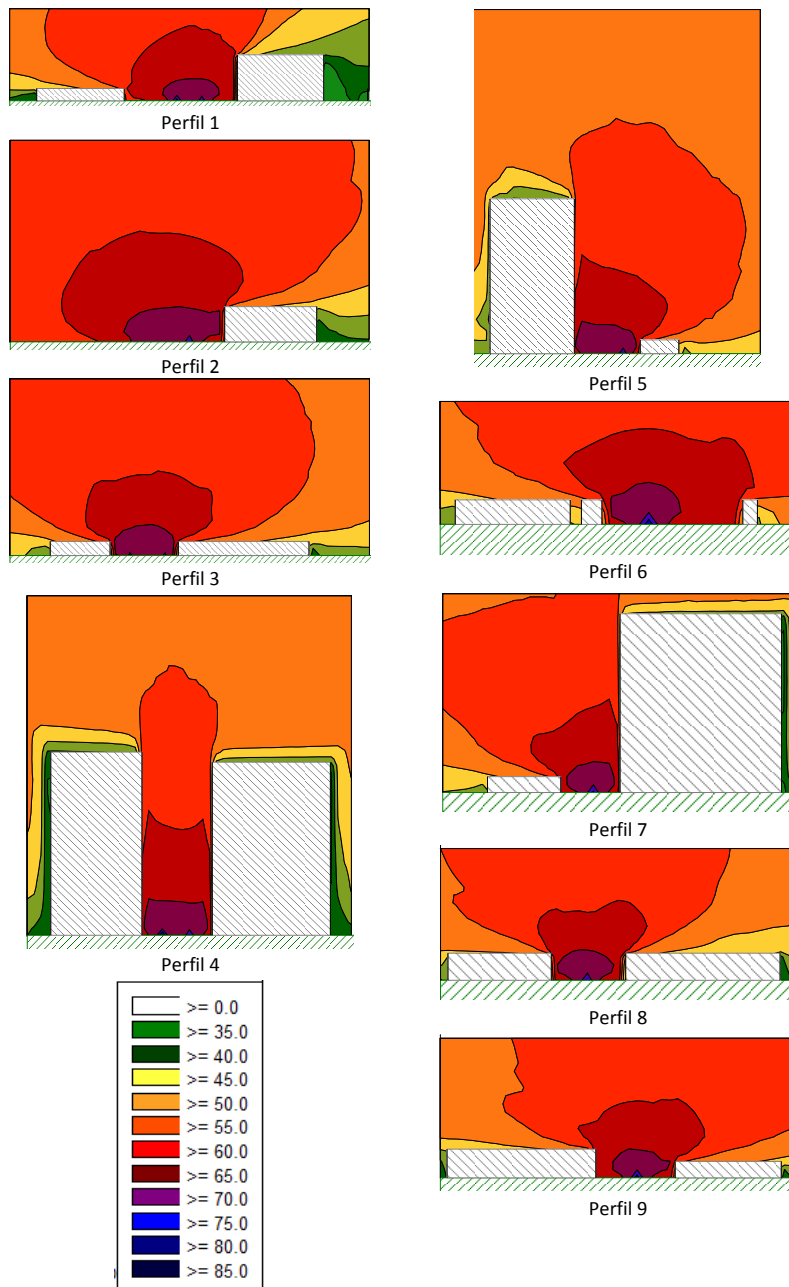 Perfil 1
Perfil 2
Perfil 3
Perfil 4
>= 0.0
>= 35.0
>= 40.0
>= 45.0
>= 50.0
>= 55.0
>= 60.0
>= 65.0
>= 70.0
>= 75.0
>= 80.0
>= 85.0
Perfil 5
Perfil 6
Perfil 7
Perfil 8
Perfil 9